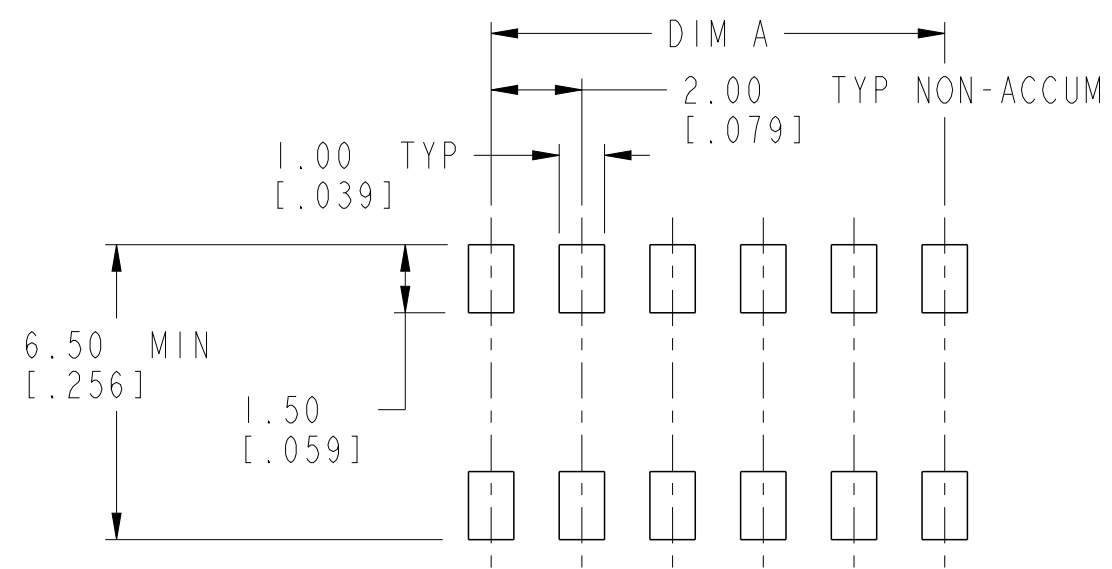 DIM A
2.00 TYP NON-ACCUM
[.079]
1.00 TYP
[.039]
6.50 MIN
[.256]
1.50
[.059]